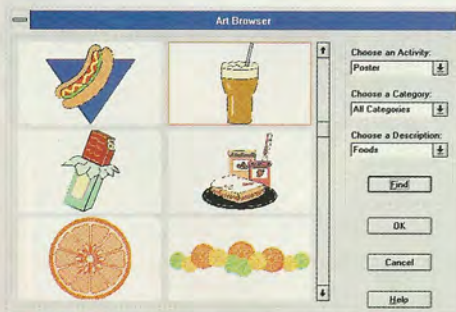 Art Browser
Choose an Activity:
Poster
Choose a Category:
All Categories
Choose a Description:
Foods
Find
OK
Cancel
Help